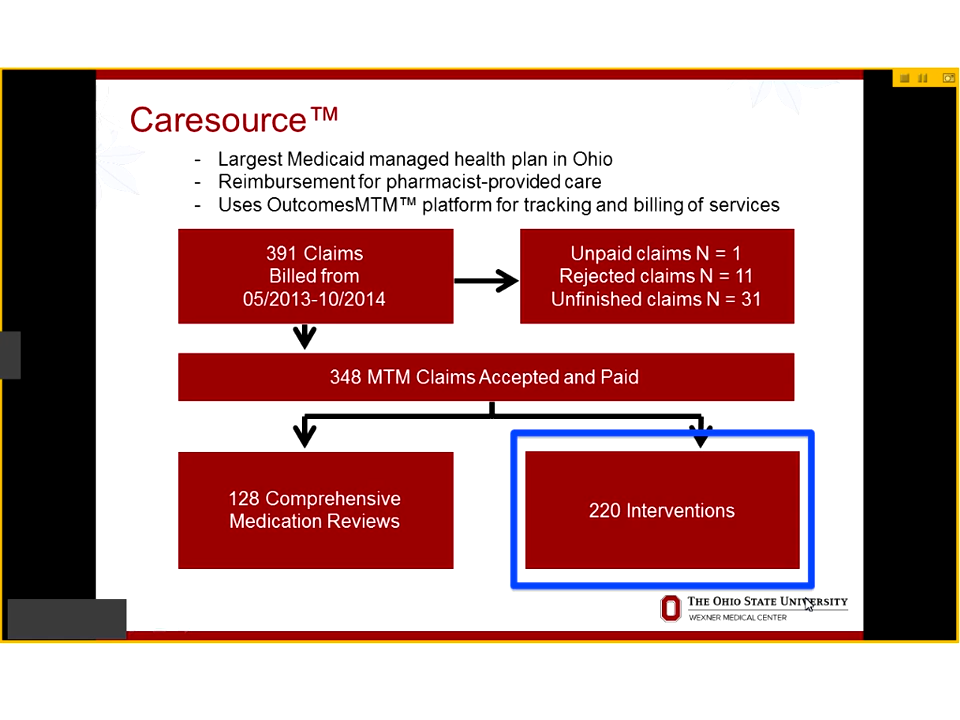 Caresource™
- Largest Medicaid managed health plan in Ohio
- Reimbursement for pharmacist-provided care
- Uses OutcomesMTM™ platform for tracking and billing of services
391 Claims
Billed from
05/2013-10/2014
Unpaid claims N = 1
Rejected claims N = 11
Unfinished claims N = 31
348 MTM Claims Accepted and Paid
128 Comprehensive
Medication Reviews
220 Interventions
THE OHIO STATE UNIVERSITY
WEXNER MEDICAL CENTER